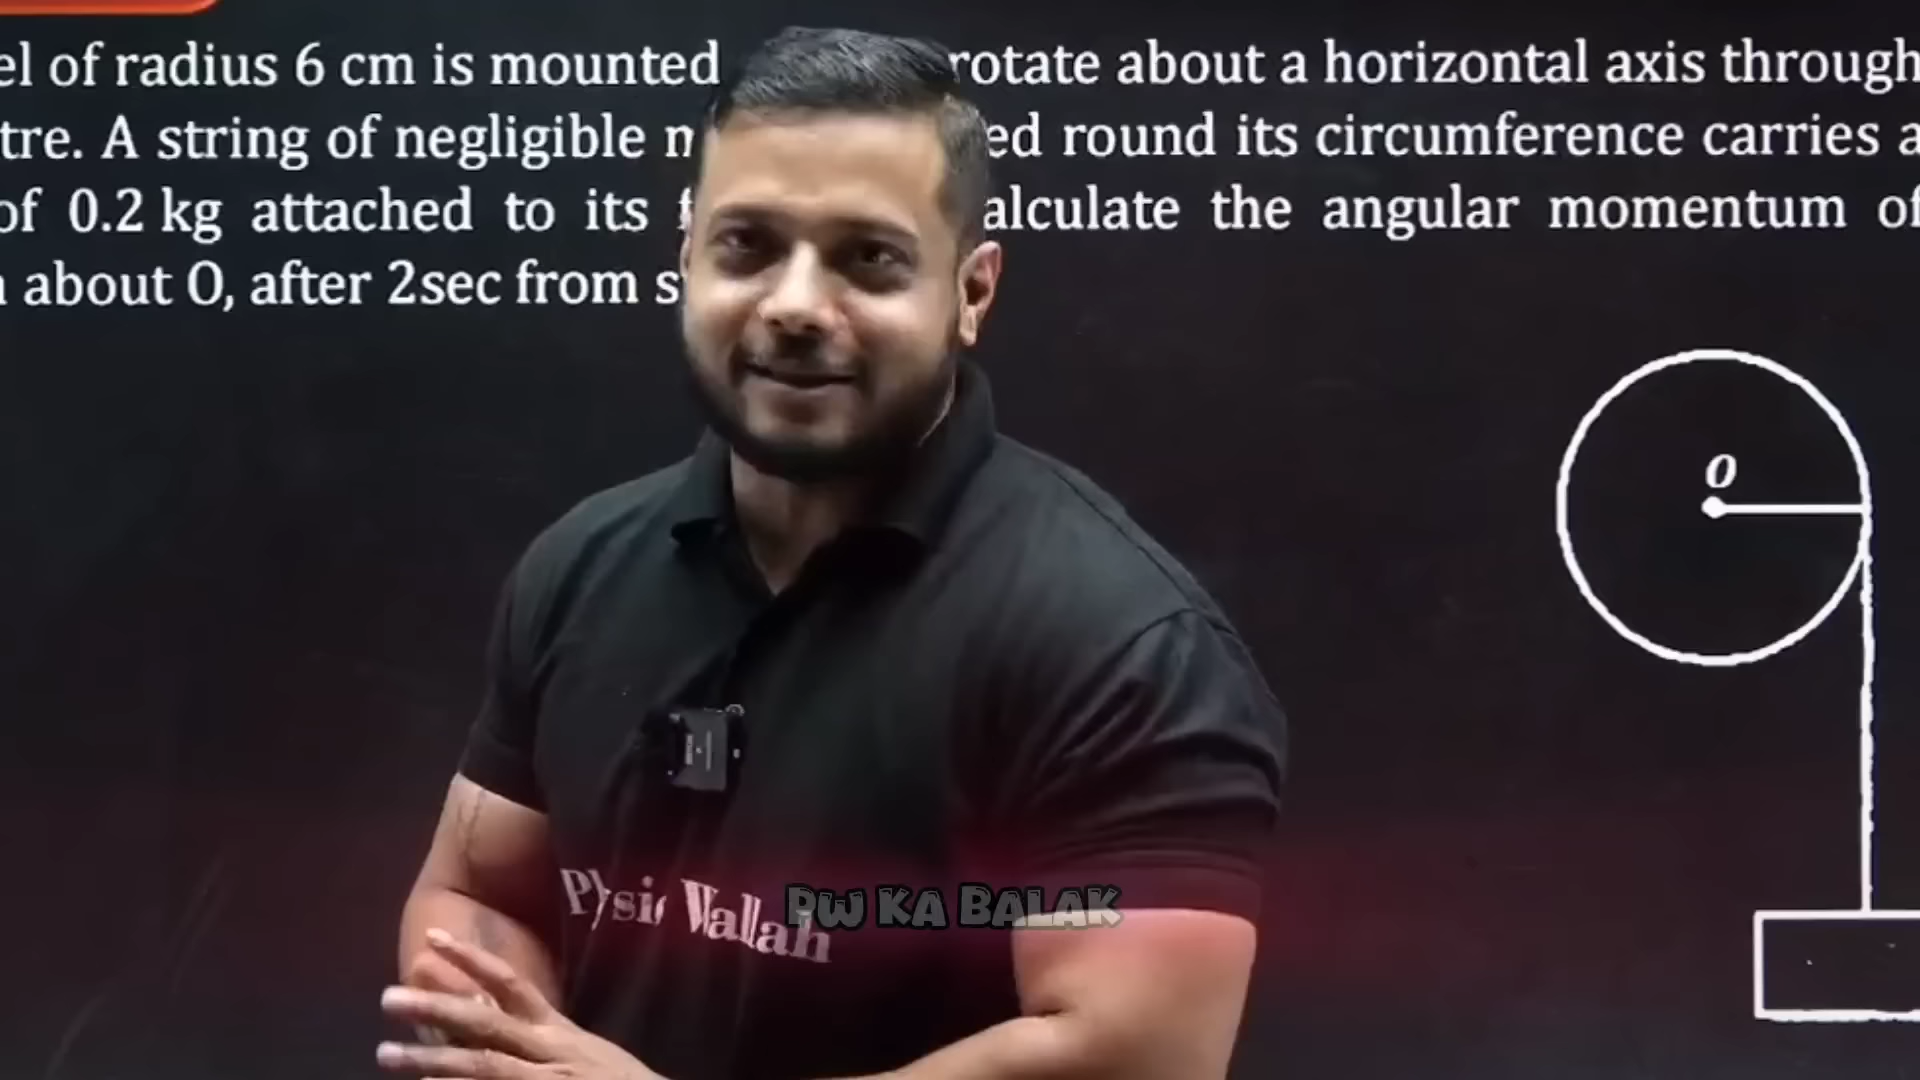 el of radius 6 cm is mounted rotate about a horizontal axis through
tre. A string of negligible m ed round its circumference carries a
of 0.2 kg attached to its f alculate the angular momentum of
about O, after 2sec from s
O
Physic Wallah
PW KA BALAK